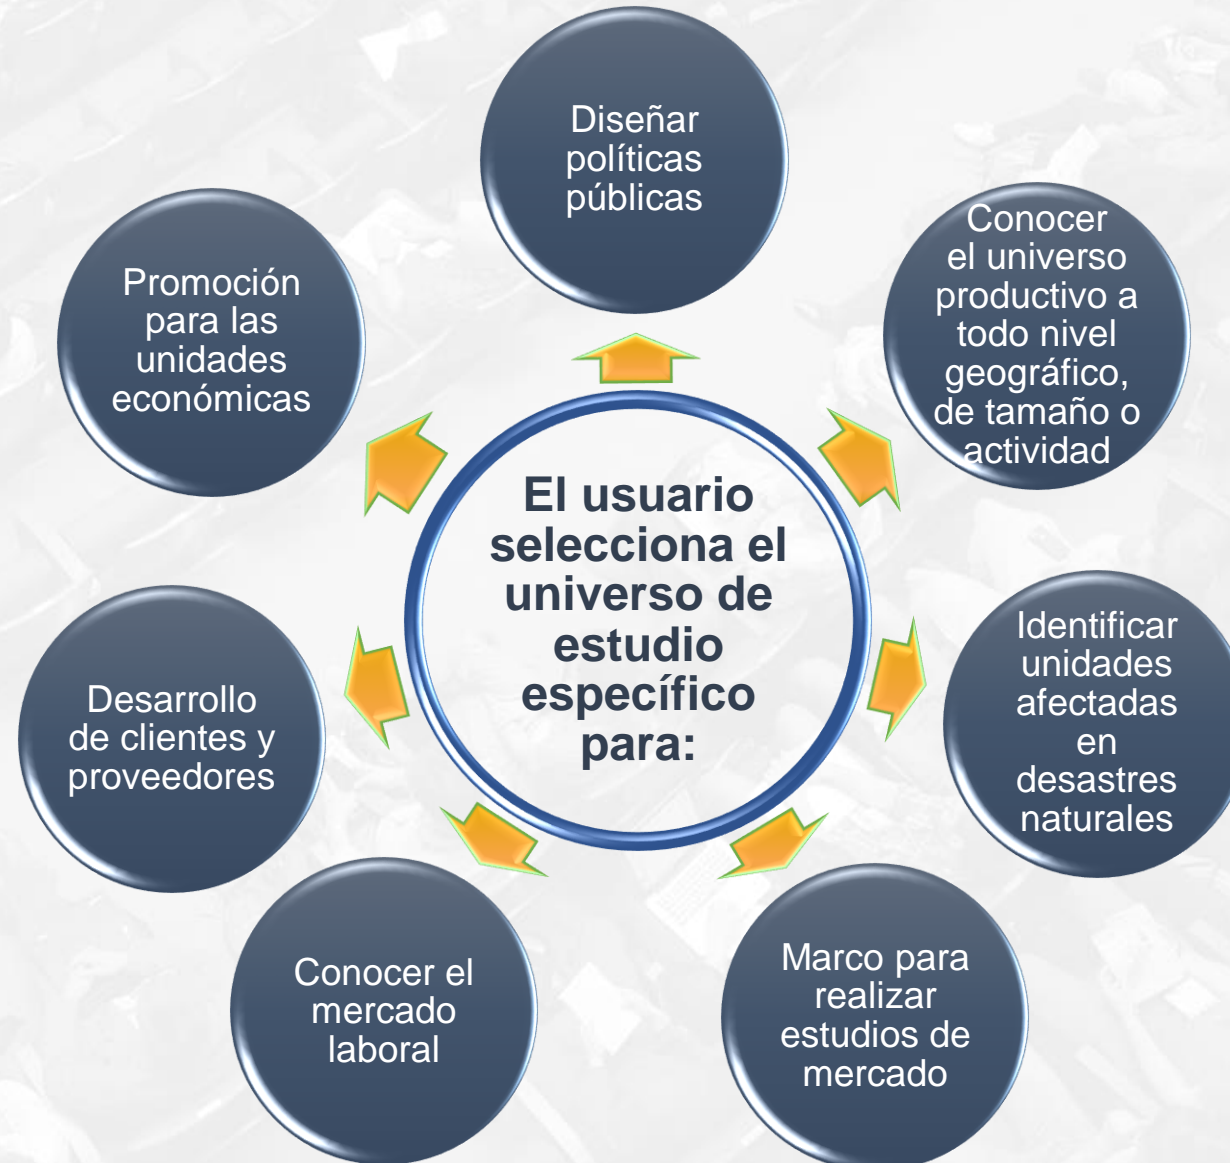 Diseñar
políticas
públicas
Conocer
el universo
productivo a
todo nivel
geográfico,
de tamaño o
actividad
Identificar
unidades
afectadas
en
desastres
naturales
Marco para
realizar
estudios de
mercado
Conocer el
mercado
laboral
Desarrollo
de clientes y
proveedores
Promoción
para las
unidades
económicas
El usuario
selecciona el
universo de
estudio
específico
para: